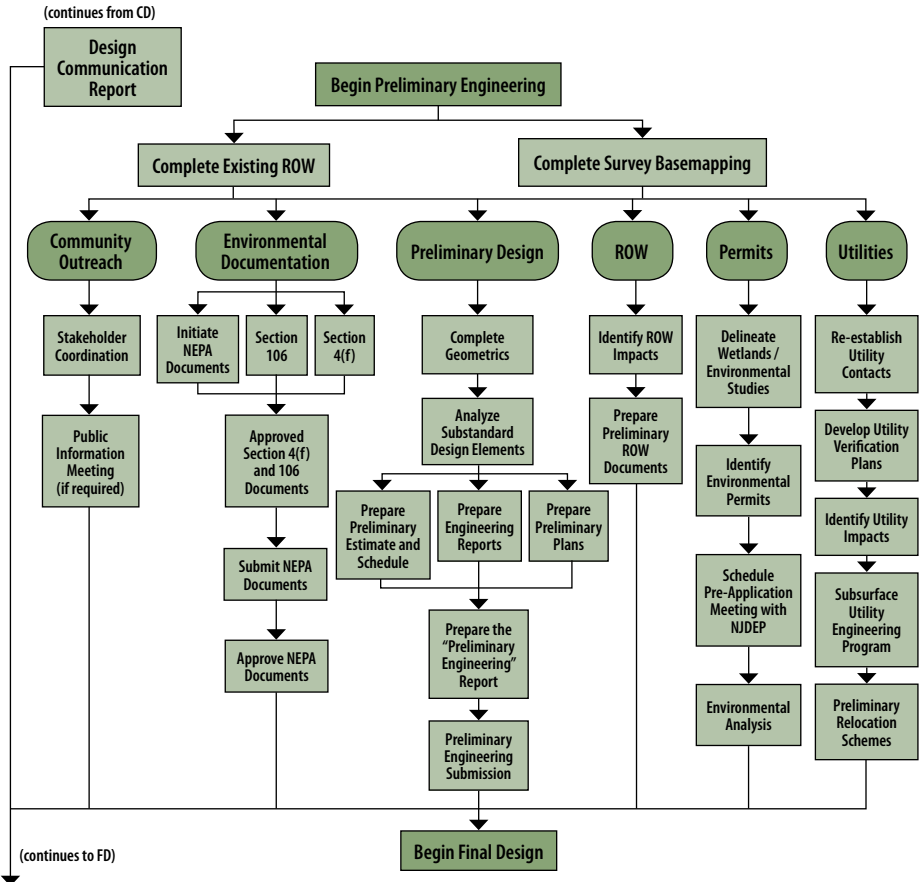 (continues from CD)
Design
Communication
Report
Begin Preliminary Engineering
Complete Existing ROW
Complete Survey Basemapping
Community
Outreach
Environmental
Documentation
Preliminary Design
ROW
Permits
Utilities
Stakeholder
Coordination
Public
Information
Meeting
(if required)
Initiate
NEPA
Documents
Section
106
Section
4(f)
Approved
Section 4(f)
and 106
Documents
Submit NEPA
Documents
Approve NEPA
Documents
Complete
Geometrics
Analyze
Substandard
Design Elements
Prepare
Preliminary
Estimate and
Schedule
Prepare
Engineering
Reports
Prepare
Preliminary
Plans
Prepare the
“Preliminary
Engineering”
Report
Preliminary
Engineering
Submission
Identify ROW
Impacts
Prepare
Preliminary
ROW
Documents
Delineate
Wetlands /
Environmental
Studies
Identify
Environmental
Permits
Schedule
Pre-Application
Meeting with
NJDEP
Environmental
Analysis
Re-establish
Utility
Contacts
Develop Utility
Verification
Plans
Identify Utility
Impacts
Subsurface
Utility
Engineering
Program
Preliminary
Relocation
Schemes
Begin Final Design
(continues to FD)